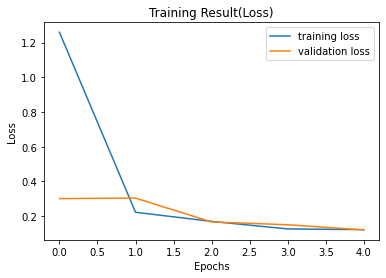 Training Result(Loss)
training loss
validation loss
Loss
1.2
1.0
0.8
0.6
0.4
0.2
0.0 0.5 1.0 1.5 2.0 2.5 3.0 3.5 4.0
Epochs